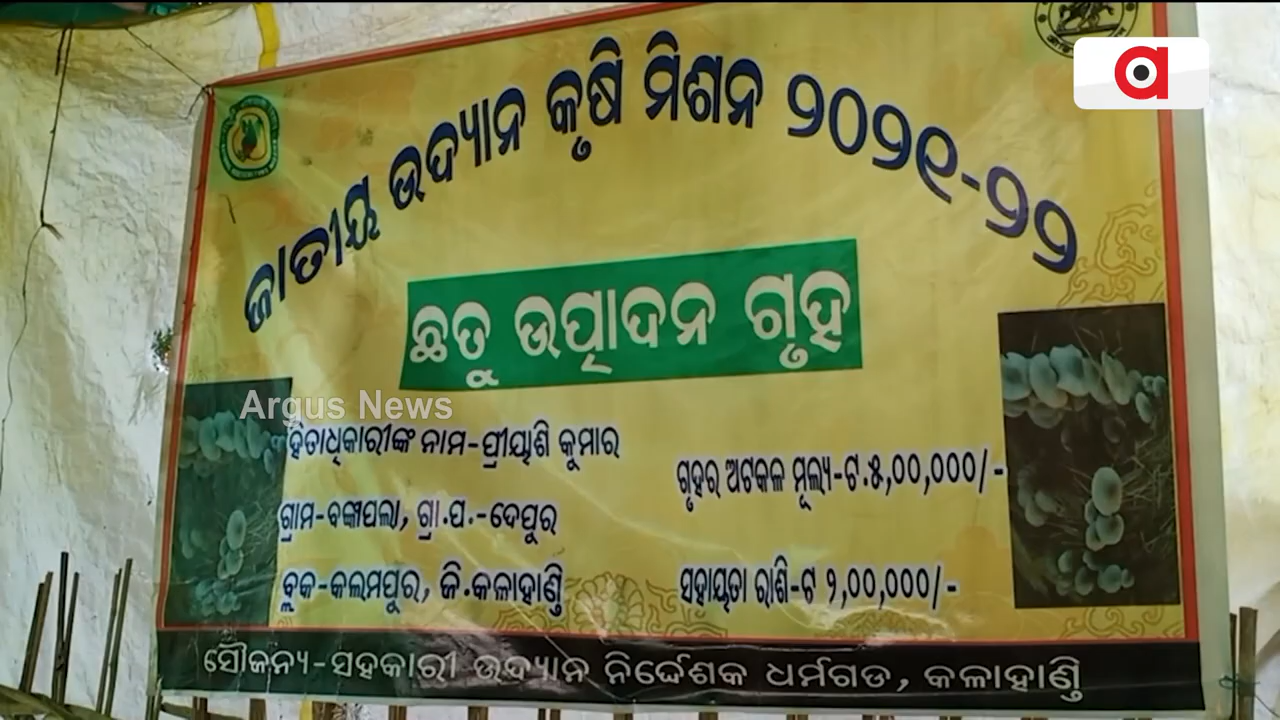 ଜାତୀୟ ଉଦ୍ୟାନ କୃଷି ମିଶନ ୨୦୨୧-୨୨
ଛତୁ ଉତ୍ପାଦନ ଗୃହ
Argus News
ହିତାଧିକାରୀଙ୍କ ନାମ-ପ୍ରୀୟାଶି କୁମାର
ଗୃହର ଅଟକଳ ମୂଲ୍ୟ-ଟ.୫,୦୦,୦୦୦/-
ଗ୍ରାମ-ବଞ୍ଜିପଲା, ଗ୍ରା.ପ.-ଦେପୁର
ବ୍ଲକ-କଲମପୁର, ଜି.କଳାହାଣ୍ଡି
ସହାୟତା ରାଶି-ଟ ୨,୦୦,୦୦୦/-
ସୌଜନ୍ୟ-ସହକାରୀ ଉଦ୍ୟାନ ନିର୍ଦ୍ଦେଶକ ଧର୍ମଗଡ, କଳାହାଣ୍ଡି